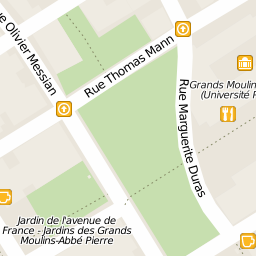 ue Olivier Messian
Rue Thomas Mann
Grands Moulin
(Université P
Rue Marguerite Duras
Jardin de l'avenue de
France - Jardins des Grands
Moulins-Abbé Pierre